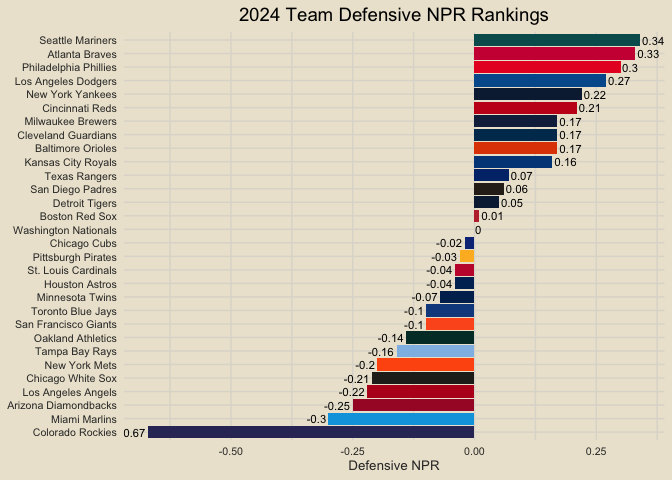 2024 Team Defensive NPR Rankings
Seattle Mariners 0.34
Atlanta Braves 0.33
Philadelphia Phillies 0.3
Los Angeles Dodgers 0.27
New York Yankees 0.22
Cincinnati Reds 0.21
Milwaukee Brewers 0.17
Cleveland Guardians 0.17
Baltimore Orioles 0.17
Kansas City Royals 0.16
Texas Rangers 0.07
San Diego Padres 0.06
Detroit Tigers 0.05
Boston Red Sox 0.01
Washington Nationals 0
Chicago Cubs -0.02
Pittsburgh Pirates -0.03
St. Louis Cardinals -0.04
Houston Astros -0.04
Minnesota Twins -0.07
Toronto Blue Jays -0.1
San Francisco Giants -0.1
Oakland Athletics -0.14
Tampa Bay Rays -0.16
New York Mets -0.2
Chicago White Sox -0.21
Los Angeles Angels -0.22
Arizona Diamondbacks -0.25
Miami Marlins -0.3
Colorado Rockies 0.67
-0.50 -0.25 0.00 0.25
Defensive NPR